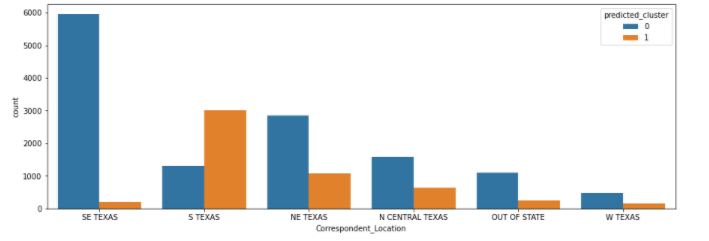 predicted_cluster
0
1
6000
5000
4000
3000
2000
1000
0
count
SE TEXAS S TEXAS NE TEXAS N CENTRAL TEXAS OUT OF STATE W TEXAS
Correspondent_Location